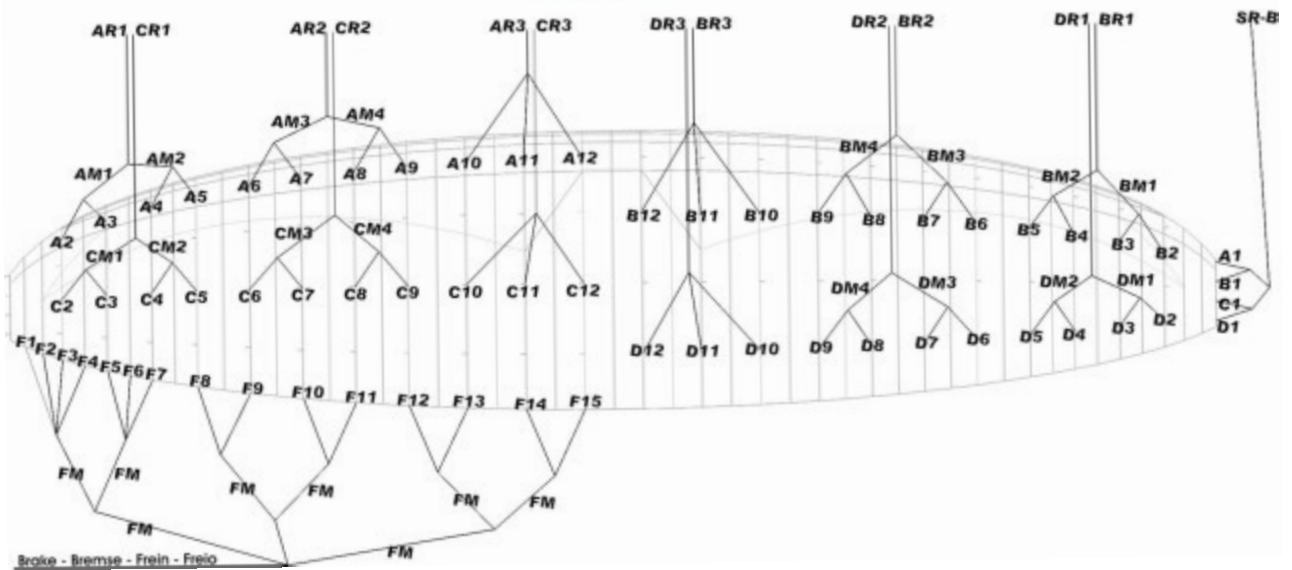 AR1 CR1 AR2 CR2 AR3 CR3 DR3 BR3 DR2 BR2 DR1 BR1
AM3 AM4
AM1 AM2 BM4 BM3
A6 A7 A8 A9 A10 A11 A12
A2 A3 A4 A5 BM2 BM1
B12 B11 B10 B9 B8 B7 B6 B5 B4 B3 B2
CM1 CM2 CM3 CM4 A1
C2 C3 C4 C5 C6 C7 C8 C9 C10 C11 C12 DM4 DM3 DM2 DM1 B1
C1
D12 D11 D10 D9 D8 D7 D6 D5 D4 D3 D2 D1
F1 F2 F3 F4 F5 F6 F7 F8 F9 F10 F11 F12 F13 F14 F15
FM FM FM FM FM FM
FM FM
Brake - Bremse - Frein - Freio